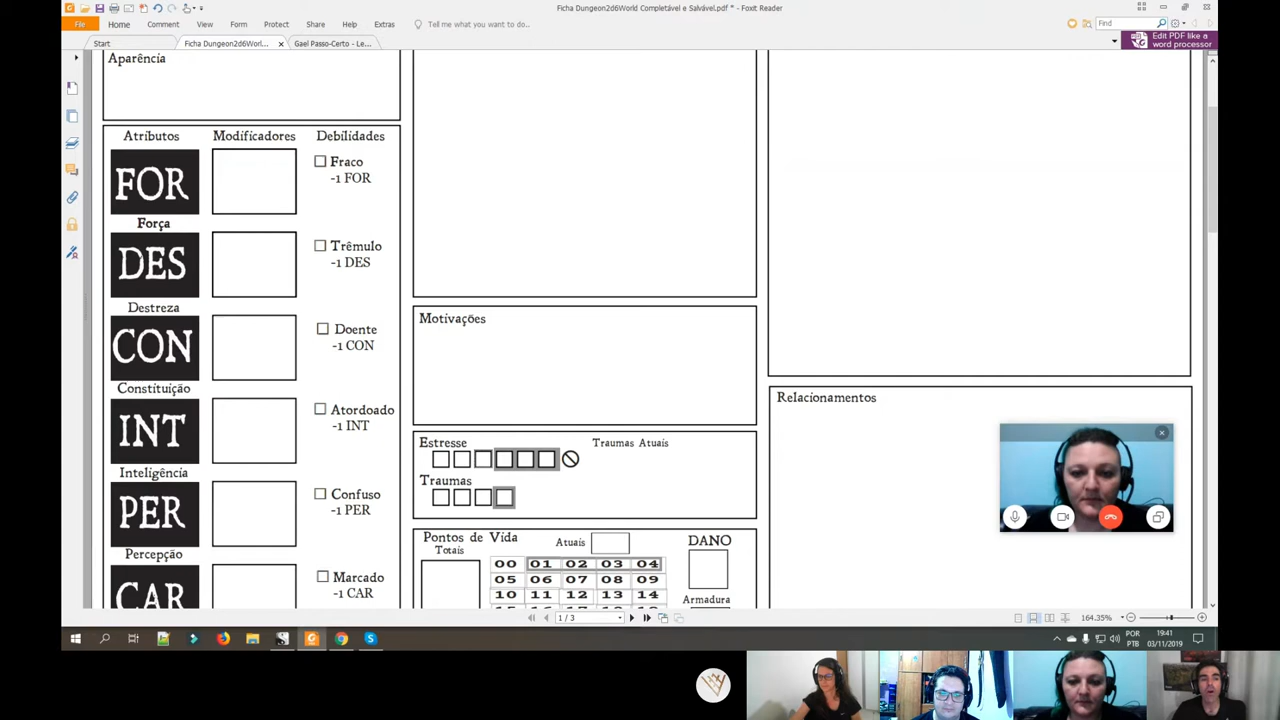 Ficha Dungeon2d6World Completável e Salvável.pdf * - Foxit Reader
File Home Comment View Form Protect Share Help Extras Tell me what you want to do... Find
Start Ficha Dungeon2d6Worl... Gael Passo-Certo - Le...
Edit PDF like a
word processor
Aparência
Atributos Modificadores Debilidades
FOR
Força
Fraco
-1 FOR
DES
Destreza
Trêmulo
-1 DES
CON
Constituição
Doente
-1 CON
INT
Inteligência
Atordoado
-1 INT
PER
Percepção
Confuso
-1 PER
CAR
Marcado
-1 CAR
Motivações
Estresse Traumas Atuais
Traumas
Pontos de Vida
Totais
Atuais
00 01 02 03 04
05 06 07 08 09
10 11 12 13 14
DANO
Armadura
Relacionamentos
1 / 3
164.35%
POR
PTB
19:41
03/11/2019